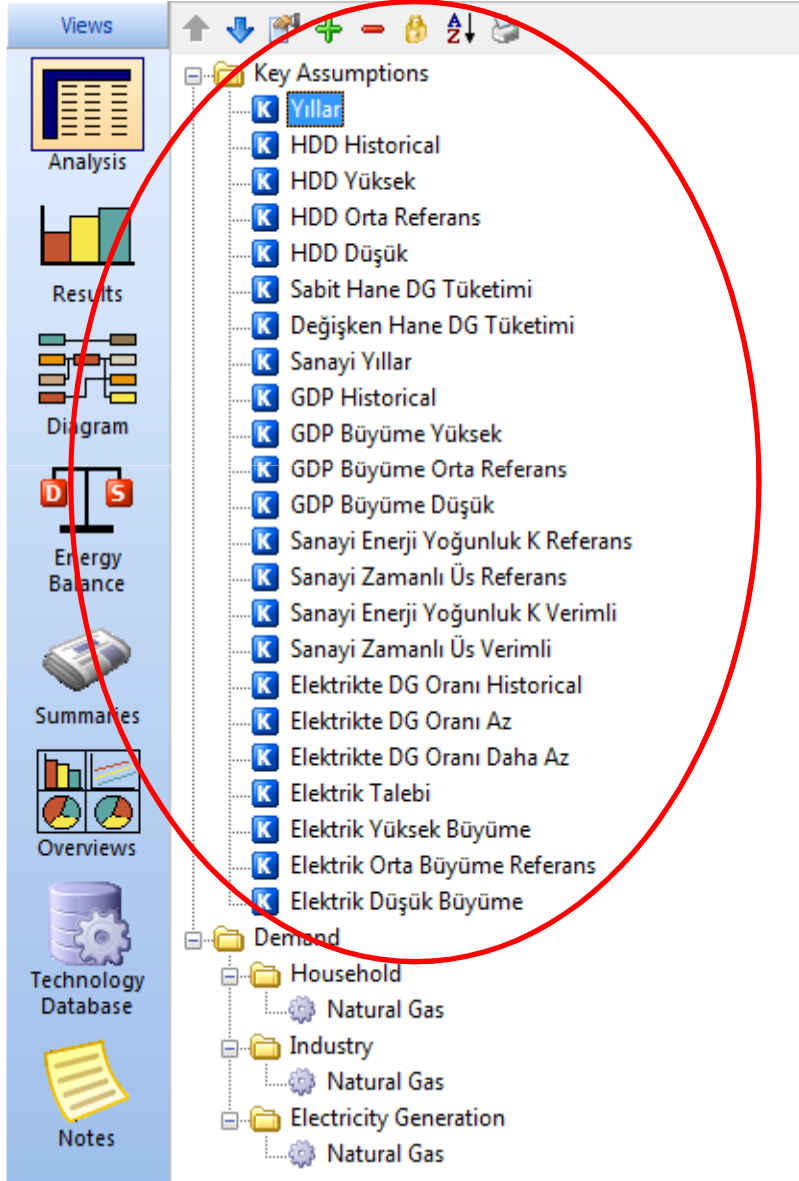 Views
Analysis
Results
Diagram
D S
Energy
Balance
Summaries
Overviews
Technology
Database
Notes
A
Z
Key Assumptions
K Yıllar
K HDD Historical
K HDD Yüksek
K HDD Orta Referans
K HDD Düşük
K Sabit Hane DG Tüketimi
K Değişken Hane DG Tüketimi
K Sanayi Yıllar
K GDP Historical
K GDP Büyüme Yüksek
K GDP Büyüme Orta Referans
K GDP Büyüme Düşük
K Sanayi Enerji Yoğunluk K Referans
K Sanayi Zamanlı Üs Referans
K Sanayi Enerji Yoğunluk K Verimli
K Sanayi Zamanlı Üs Verimli
K Elektrikte DG Oranı Historical
K Elektrikte DG Oranı Az
K Elektrikte DG Oranı Daha Az
K Elektrik Talebi
K Elektrik Yüksek Büyüme
K Elektrik Orta Büyüme Referans
K Elektrik Düşük Büyüme
Demand
Household
Natural Gas
Industry
Natural Gas
Electricity Generation
Natural Gas